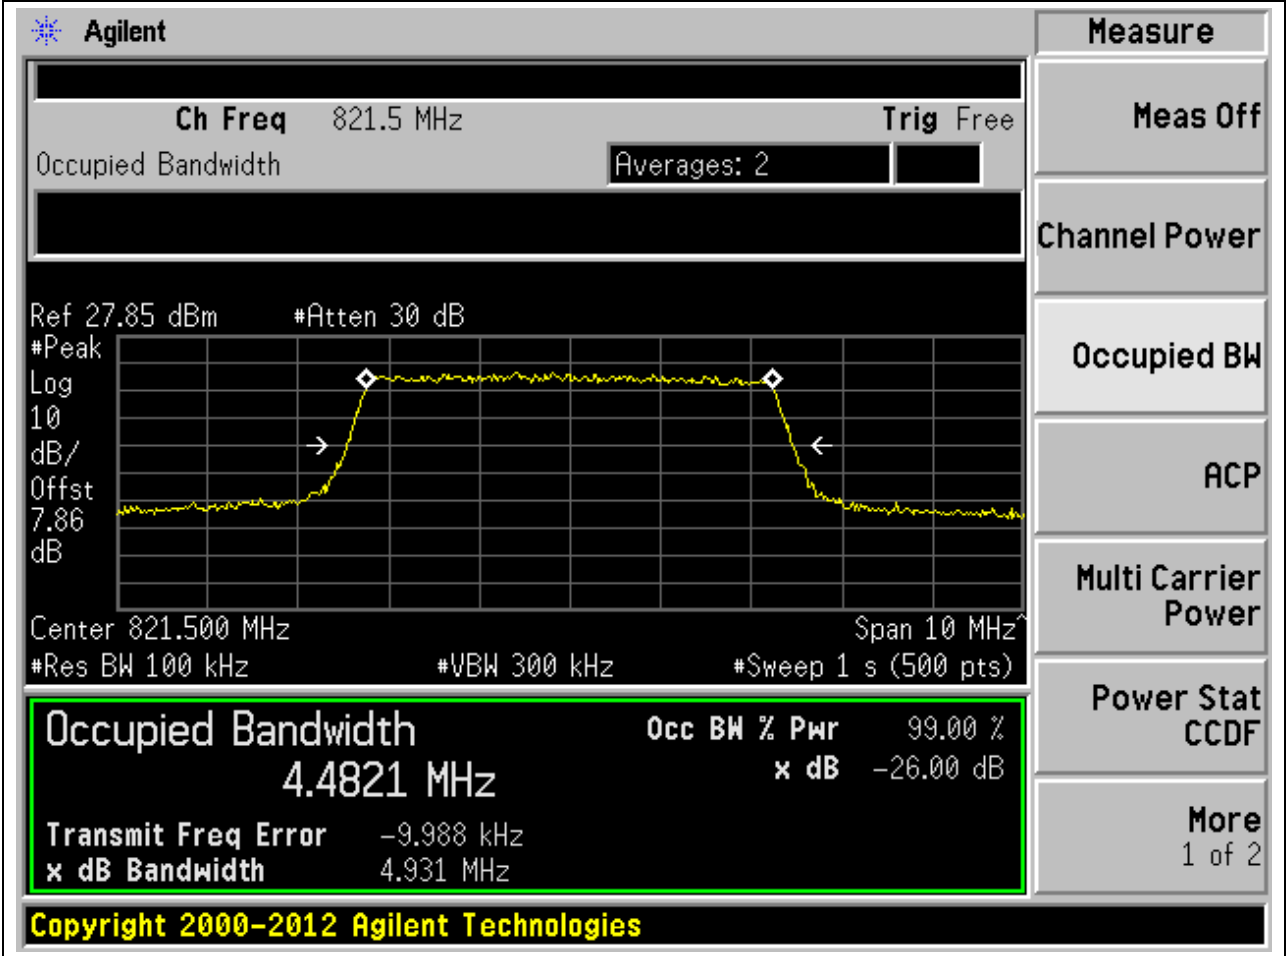 Agilent
Measure
Ch Freq 821.5 MHz Trig Free
Occupied Bandwidth Averages: 2
Ref 27.85 dBm #Atten 30 dB
#Peak
Log
10
dB/
Offst
7.86
dB
Center 821.500 MHz Span 10 MHz^
#Res BW 100 kHz #VBW 300 kHz #Sweep 1 s (500 pts)
Occupied Bandwidth
4.4821 MHz
Occ BW % Pwr 99.00 %
x dB -26.00 dB
Transmit Freq Error -9.988 kHz
x dB Bandwidth 4.931 MHz
Meas Off
Channel Power
Occupied BW
ACP
Multi Carrier
Power
Power Stat
CCDF
More
1 of 2
Copyright 2000-2012 Agilent Technologies